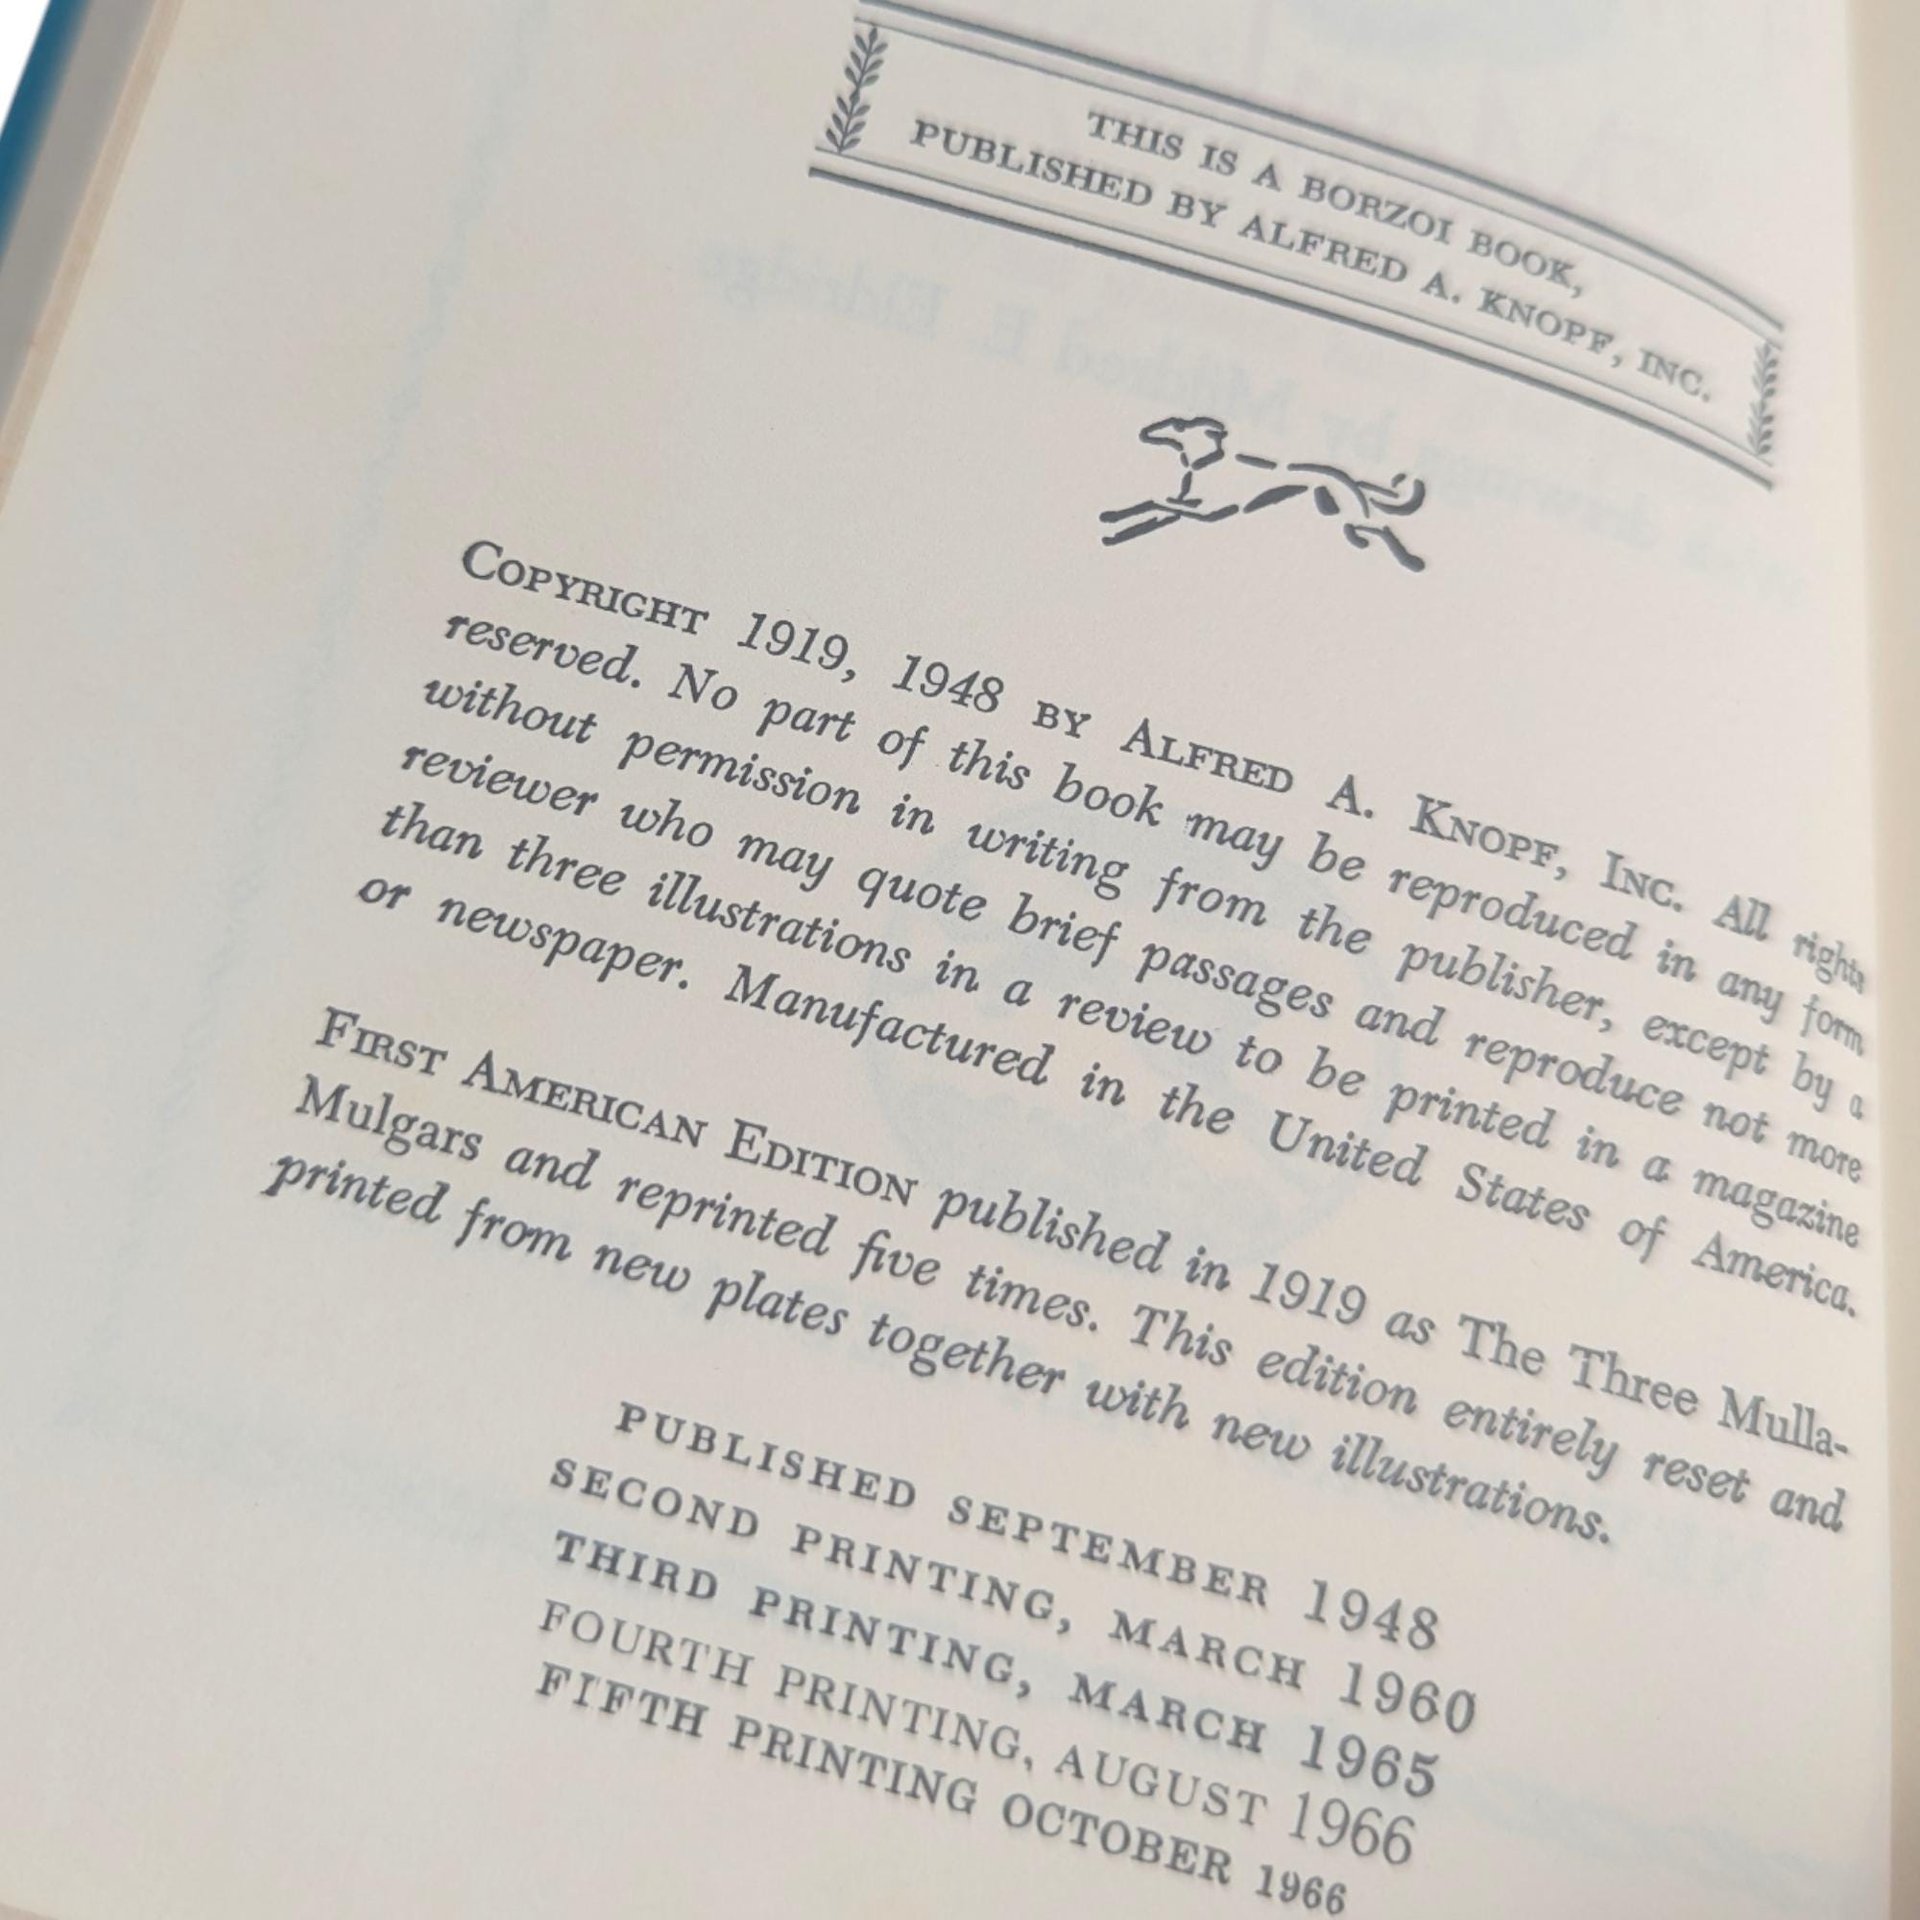 THIS IS A BORZOI BOOK,
PUBLISHED BY ALFRED A. KNOPF, INC.
COPYRIGHT 1919, 1948 BY ALFRED A. KNOPF, INC. All rights
reserved. No part of this book may be reproduced in any form
without permission in writing from the publisher, except by a
reviewer who may quote brief passages and reproduce not more
than three illustrations in a review to be printed in a magazine
or newspaper. Manufactured in the United States of America.
FIRST AMERICAN EDITION published in 1919 as The Three Mulla-
Mulgars and reprinted five times. This edition entirely reset and
printed from new plates together with new illustrations.
PUBLISHED SEPTEMBER 1948
SECOND PRINTING, MARCH 1960
THIRD PRINTING, MARCH 1965
FOURTH PRINTING, AUGUST 1966
FIFTH PRINTING OCTOBER 1966